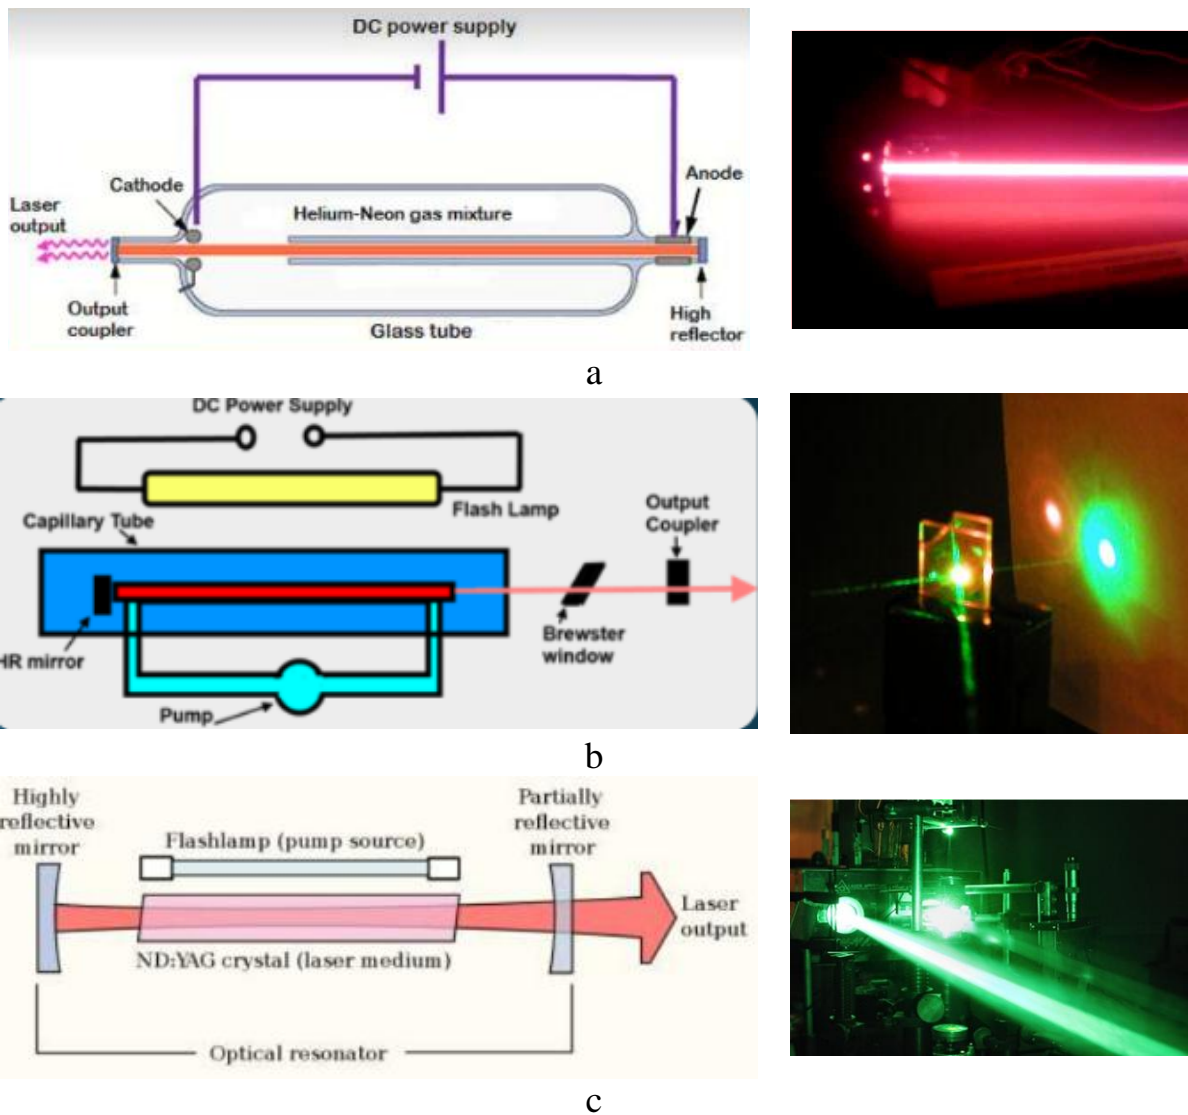 DC power supply
Cathode
Anode
Laser
output
Helium-Neon gas mixture
Output
coupler
Glass tube
High
reflector
a
DC Power Supply
Flash Lamp
Output
Coupler
Capillary Tube
HR mirror
Brewster
window
Pump
b
Highly
reflective
mirror
Partially
reflective
mirror
Flashlamp (pump source)
Laser
output
ND:YAG crystal (laser medium)
Optical resonator
c